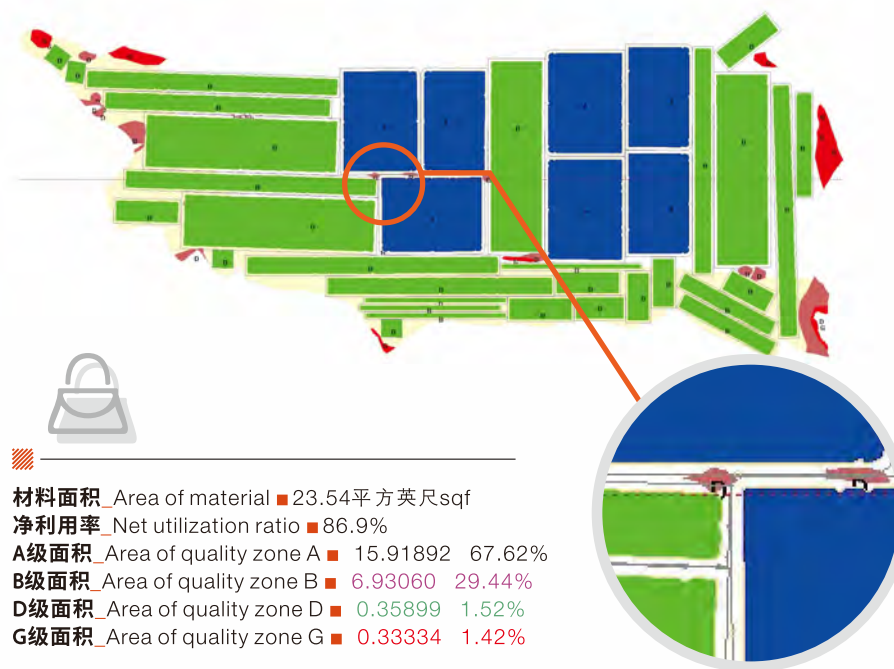 材料面积_Area of material ■ 23.54平方英尺sqf
净利用率_Net utilization ratio ■ 86.9%
A级面积_Area of quality zone A ■ 15.91892 67.62%
B级面积_Area of quality zone B ■ 6.93060 29.44%
D级面积_Area of quality zone D ■ 0.35899 1.52%
G级面积_Area of quality zone G ■ 0.33334 1.42%